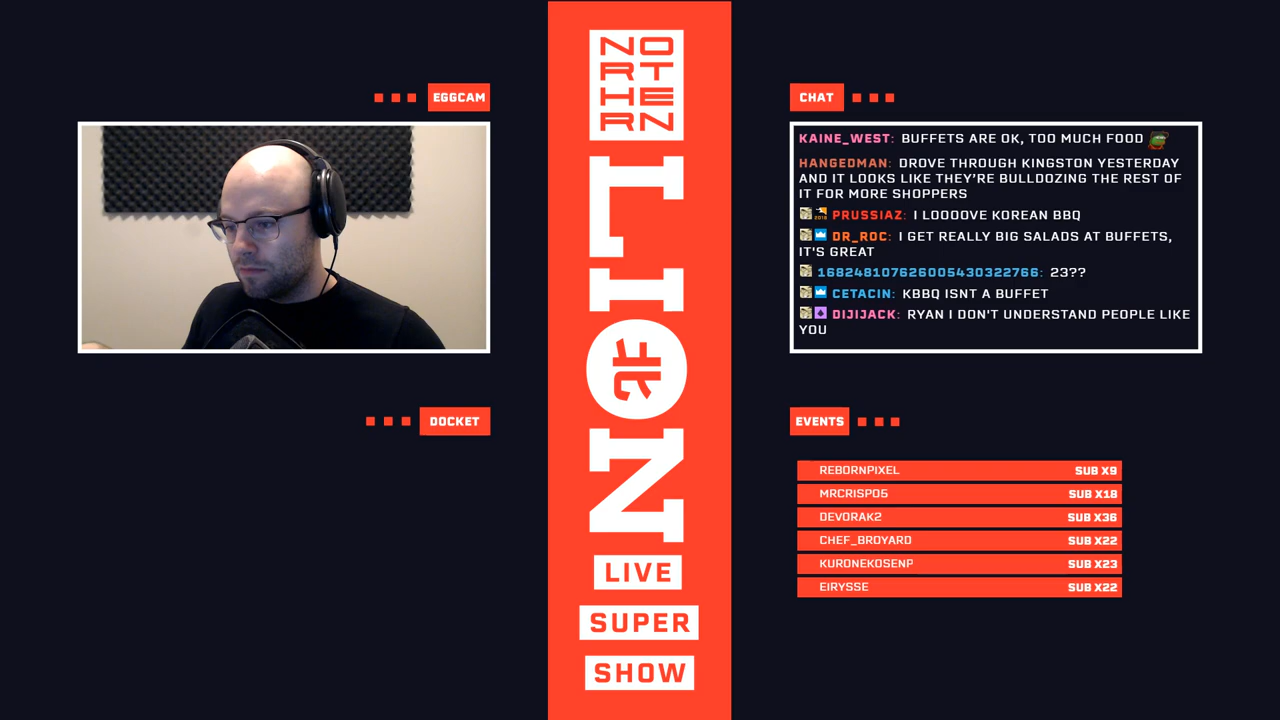 EGGCAM
DOCKET
NO
RT
HE
RN
LION
LIVE
SUPER
SHOW
CHAT
KAINE_WEST: BUFFETS ARE OK, TOO MUCH FOOD
HANGEDMAN: DROVE THROUGH KINGSTON YESTERDAY
AND IT LOOKS LIKE THEY'RE BULLDOZING THE REST OF
IT FOR MORE SHOPPERS
PRUSSIAZ: I LOOOOVE KOREAN BBQ
DR_ROC: I GET REALLY BIG SALADS AT BUFFETS,
IT'S GREAT
168248107626005430322766: 23??
CETACIN: KBBQ ISNT A BUFFET
DIJIJACK: RYAN I DON'T UNDERSTAND PEOPLE LIKE
YOU
EVENTS
REBORNPIXEL SUB X9
MRCRISPO5 SUB X18
DEVORAK2 SUB X36
CHEF_BROYARD SUB X22
KURONEKOSENP SUB X23
EIRYSSE SUB X22